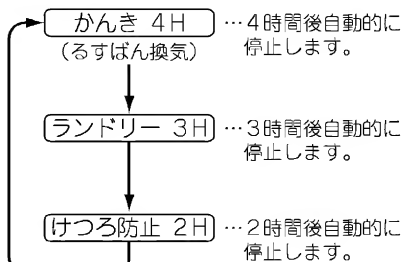 かんき 4H …4時間後自動的に
(るすばん換気) 停止します。
ランドリー 3H …3時間後自動的に
停止します。
けつろ防止 2H …2時間後自動的に
停止します。